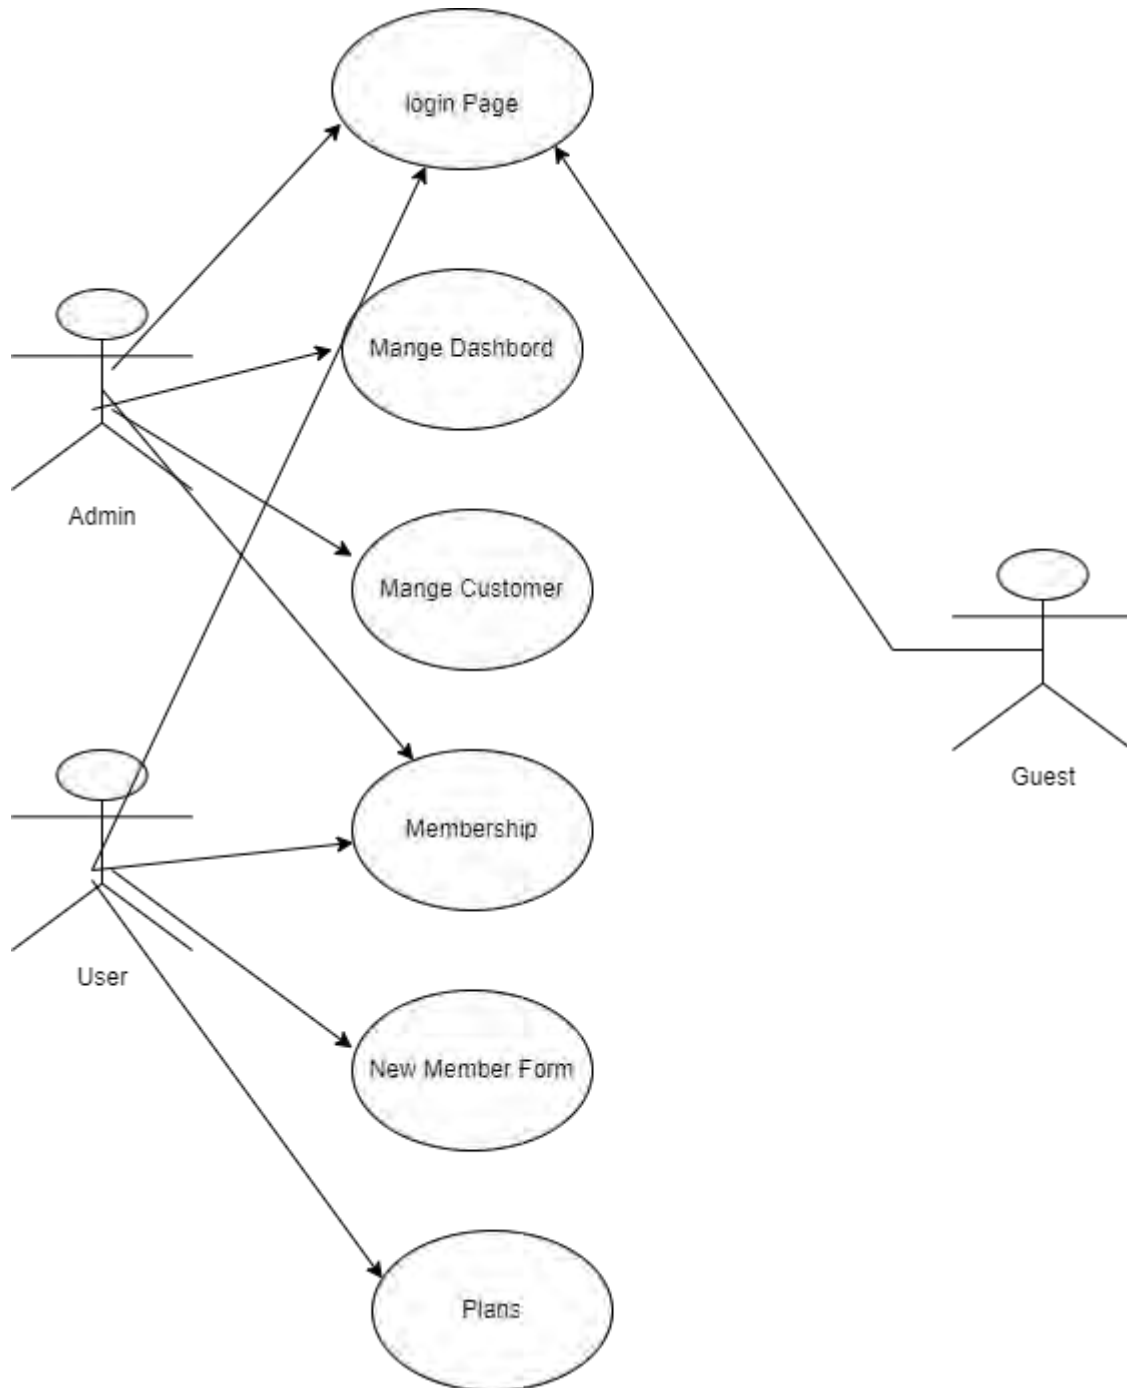 login Page
Mange Dashbord
Admin
Mange Customer
Guest
Membership
User
New Member Form
Plans